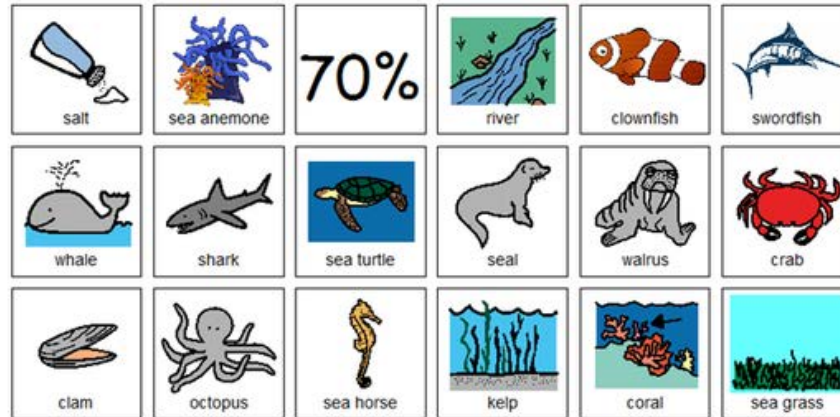 salt
sea anemone
70%
river
clownfish
swordfish
whale
shark
sea turtle
seal
walrus
crab
clam
octopus
sea horse
kelp
coral
sea grass